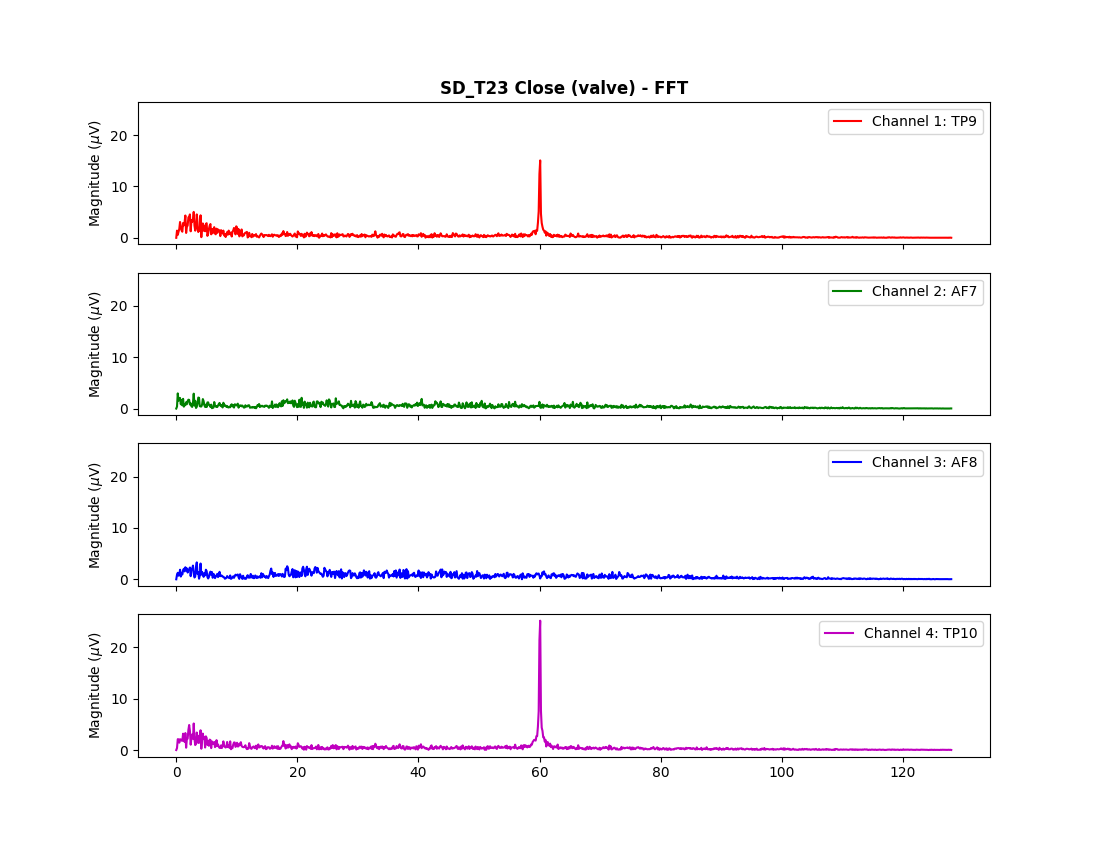 SD_T23 Close (valve) - FFT
Magnitude (μV)
20
10
0
Channel 1: TP9
Magnitude (μV)
20
10
0
Channel 2: AF7
Magnitude (μV)
20
10
0
Channel 3: AF8
Magnitude (μV)
20
10
0
Channel 4: TP10
0 20 40 60 80 100 120